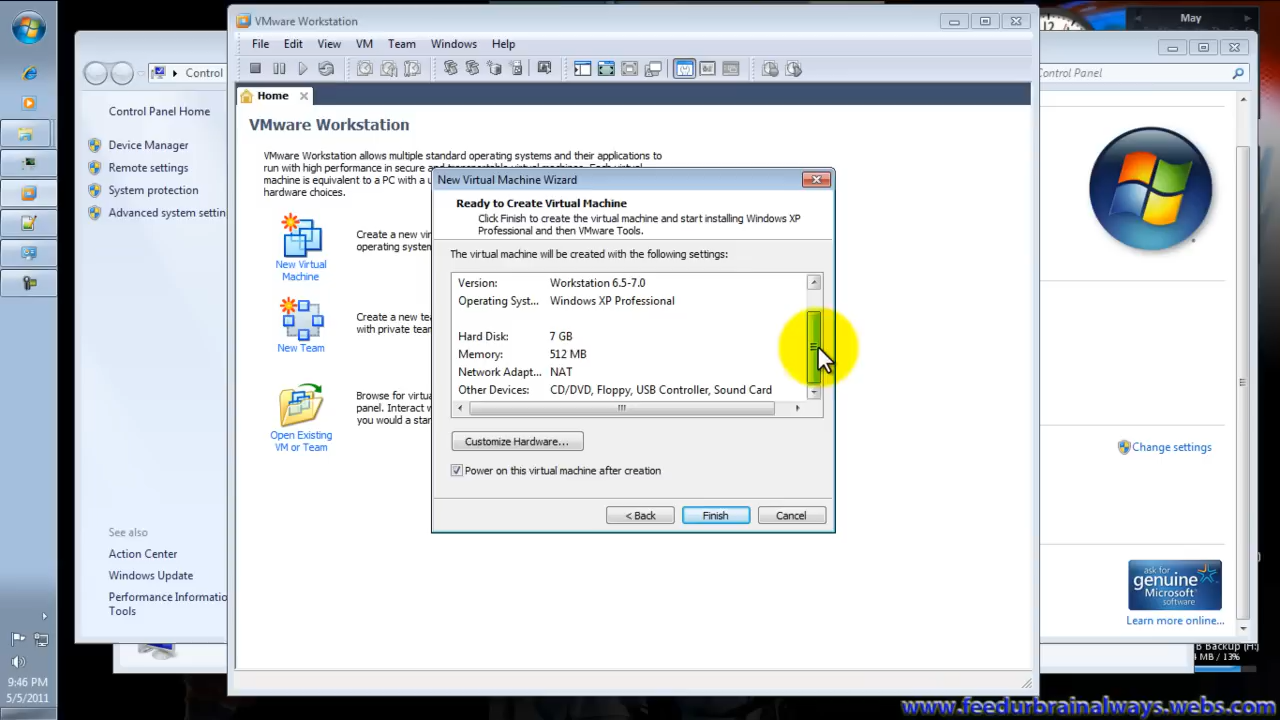 VMware Workstation
File Edit View VM Team Windows Help
Home
VMware Workstation
VMware Workstation allows multiple standard operating systems and their applications to
run with high performance in secure and
machine is equivalent to a PC with a
hardware choices.
New Virtual
Machine
Create a new
operating
New Team
Create a new
with private
Open Existing
VM or Team
Browse for
panel. Interact
you would a
New Virtual Machine Wizard
Ready to Create Virtual Machine
Click Finish to create the virtual machine and start installing Windows XP
Professional and then VMware Tools.
The virtual machine will be created with the following settings:
Version: Workstation 6.5-7.0
Operating Syst... Windows XP Professional
Hard Disk: 7 GB
Memory: 512 MB
Network Adapt... NAT
Other Devices: CD/DVD, Floppy, USB Controller, Sound Card
Customize Hardware...
Power on this virtual machine after creation
< Back Finish Cancel
Control
Control Panel Home
Device Manager
Remote settings
System protection
Advanced system settin
See also
Action Center
Windows Update
Performance Informatio
Tools
May
Control Panel
Change settings
ask for
genuine
Microsoft
software
Learn more online...
B Backup (H:)
4 MB / 13%
9:46 PM
5/5/2011
www.feedurbrainalways.webs.com